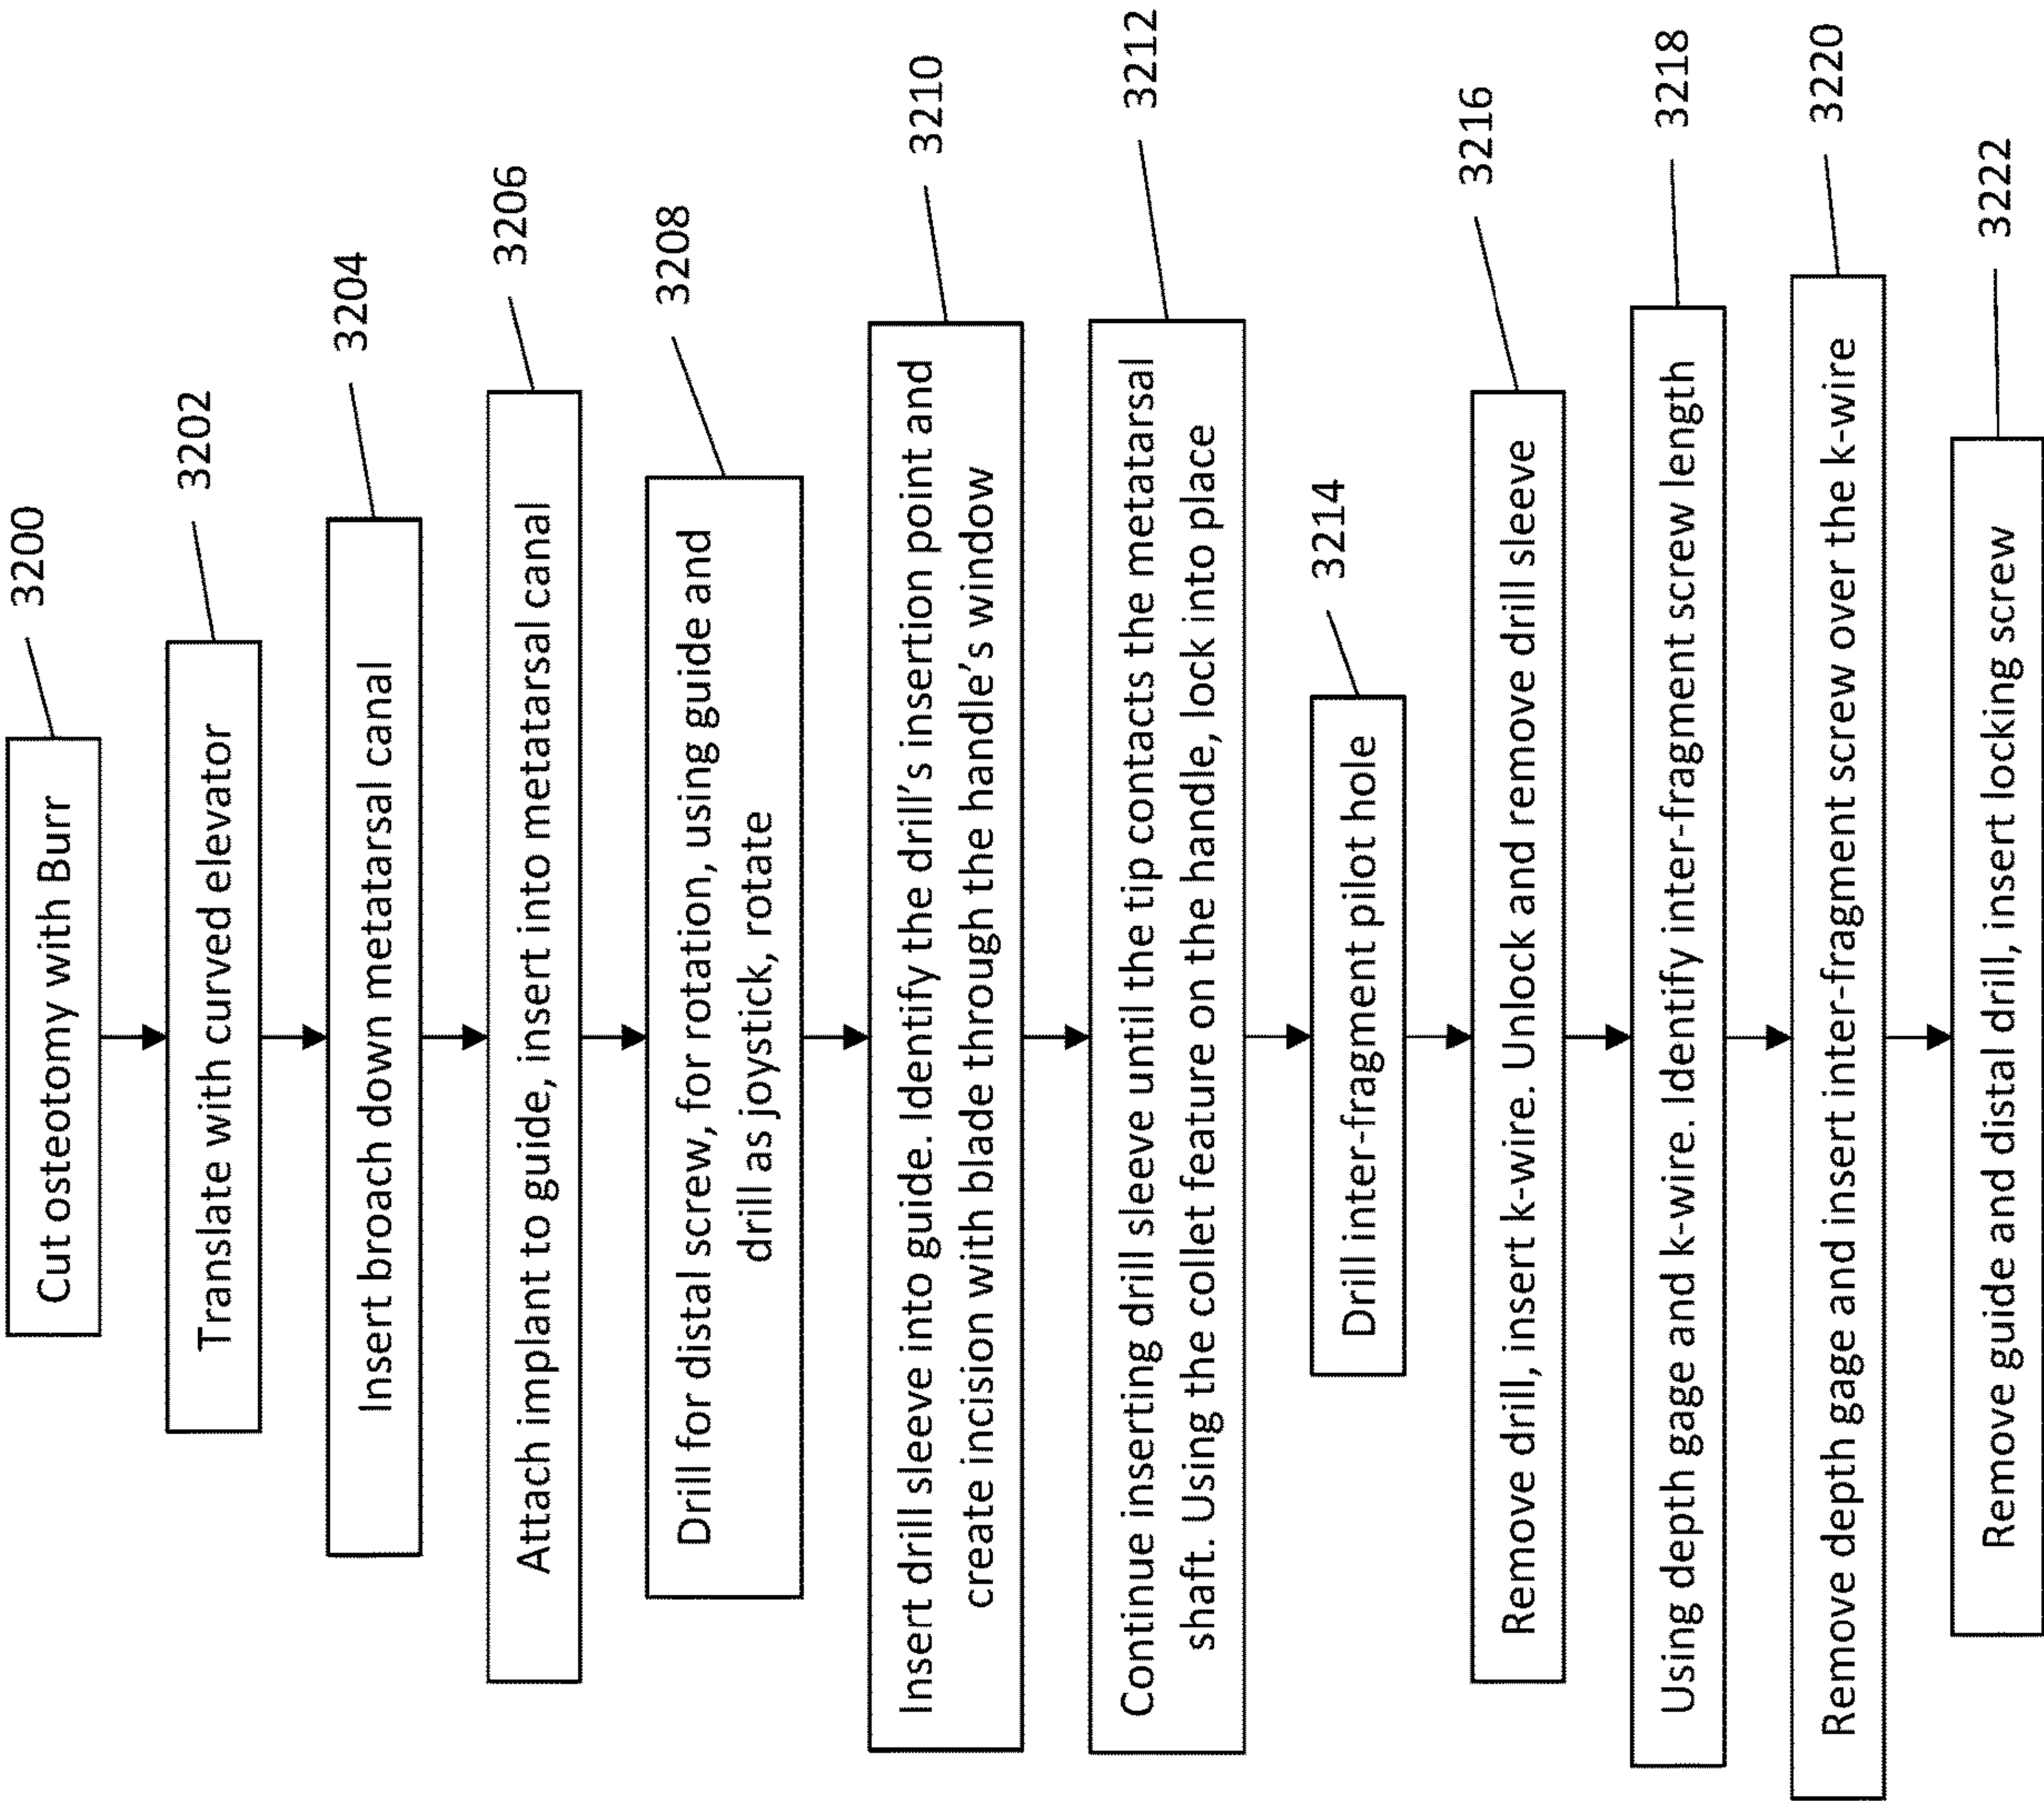 3200
Cut osteotomy with Burr
3202
Translate with curved elevator
3204
Insert broach down metatarsal canal
3206
Attach implant to guide, insert into metatarsal canal
3208
Drill for distal screw, for rotation, using guide and
drill as joystick, rotate
3210
Insert drill sleeve into guide. Identify the drill's insertion point and
create incision with blade through the handle's window
3212
Continue inserting drill sleeve until the tip contacts the metatarsal
shaft. Using the collet feature on the handle, lock into place
3214
Drill inter-fragment pilot hole
3216
Remove drill, insert k-wire. Unlock and remove drill sleeve
3218
Using depth gage and k-wire. Identify inter-fragment screw length
3220
Remove depth gage and insert inter-fragment screw over the k-wire
3222
Remove guide and distal drill, insert locking screw